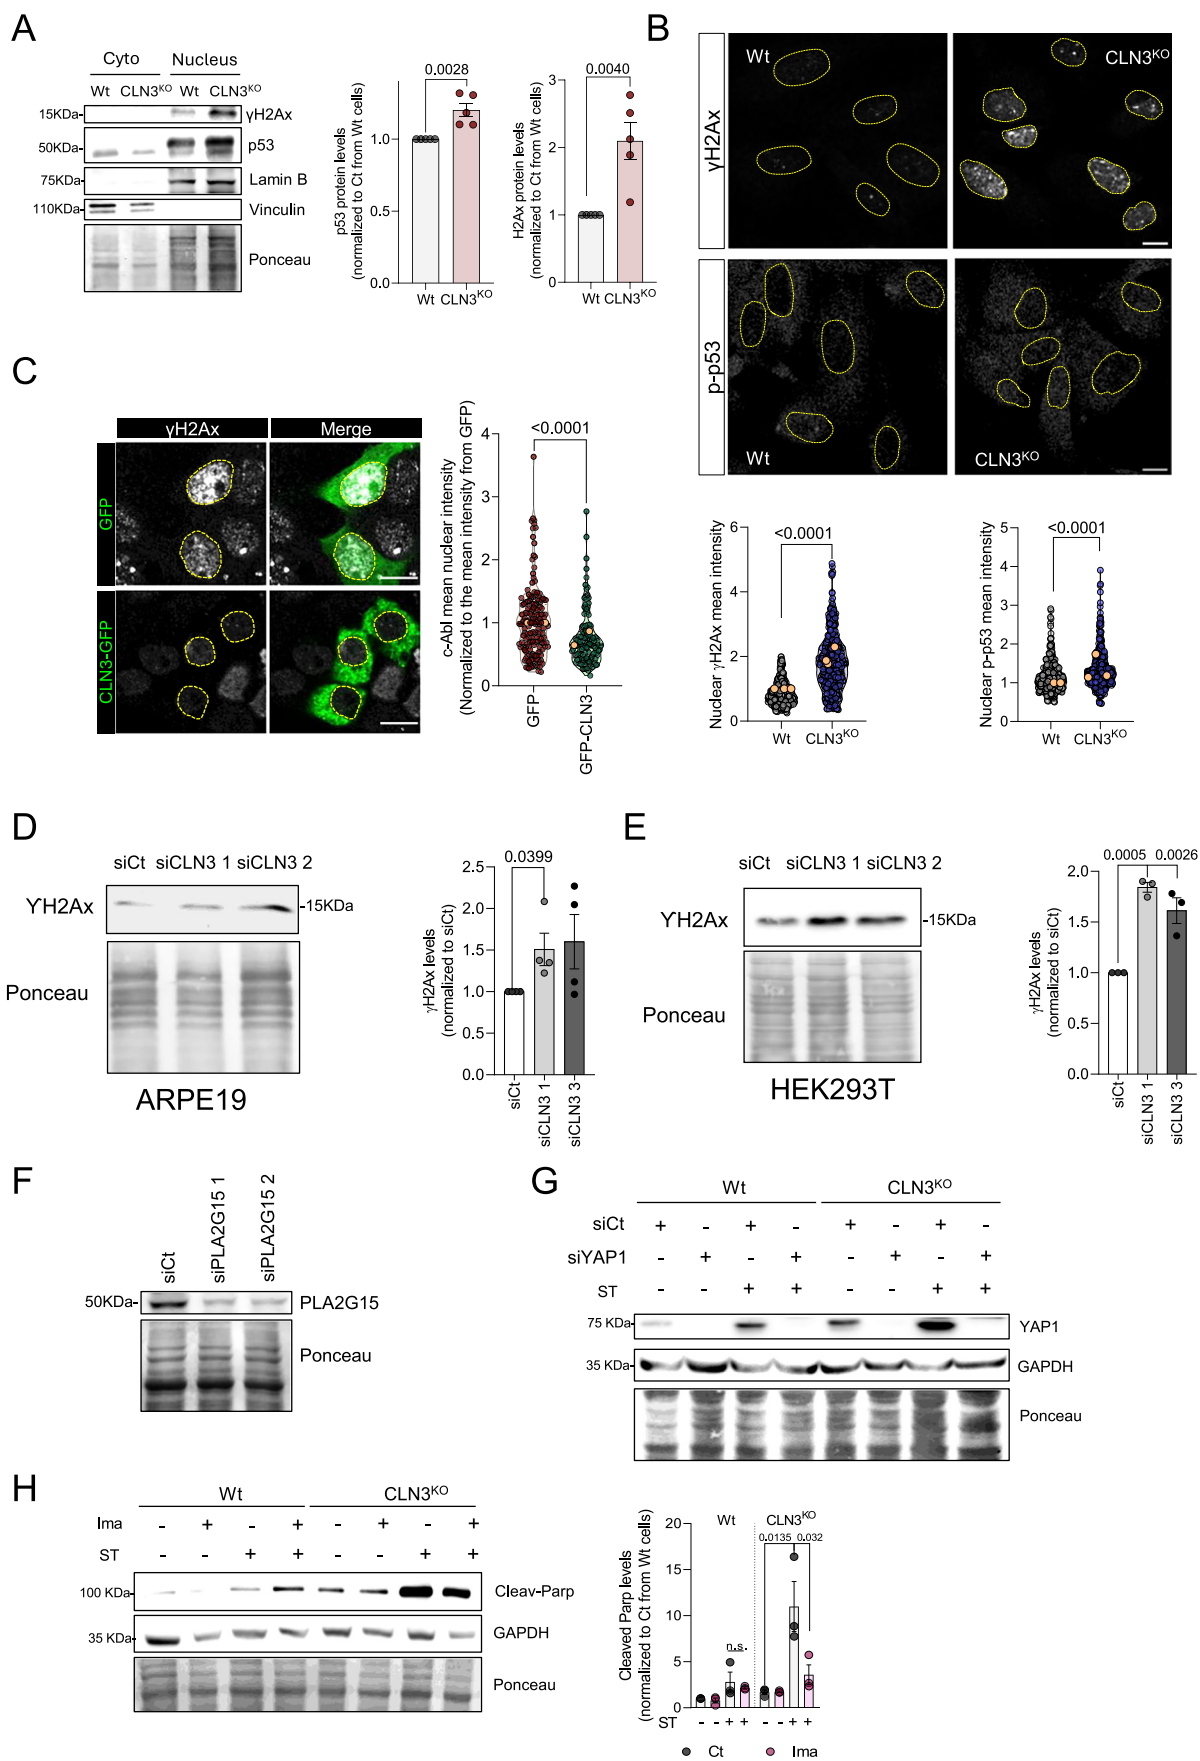 A
Cyto Nucleus
Wt CLN3KO Wt CLN3KO
15KDa- γH2Ax
50KDa- p53
75KDa- Lamin B
110KDa- Vinculin
Ponceau
p53 protein levels
(normalized to Ct from Wt cells)
0.0028
1.0
0.5
0.0
Wt CLN3KO
H2Ax protein levels
(normalized to Ct from Wt cells)
0.0040
3
2
1
0
Wt CLN3KO
B
γH2Ax
Wt
CLN3KO
p-p53
Wt
CLN3KO
Nuclear γH2Ax mean intensity
<0.0001
6
4
2
0
Wt CLN3KO
Nuclear p-p53 mean intensity
<0.0001
5
4
3
2
1
0
Wt CLN3KO
C
γH2Ax Merge
GFP
CLN3-GFP
c-Abl mean nuclear intensity
(Normalized to the mean intensity from GFP)
<0.0001
4
3
2
1
0
GFP
GFP-CLN3
D
siCt siCLN3 1 siCLN3 2
ƳH2Ax
-15KDa
Ponceau
ARPE19
γH2Ax levels
(normalized to siCt)
0.0399
2.5
2.0
1.5
1.0
0.5
0.0
siCt
siCLN3 1
siCLN3 3
E
siCt siCLN3 1 siCLN3 2
ƳH2Ax
-15KDa
Ponceau
HEK293T
γH2Ax levels
(normalized to siCt)
0.0005 0.0026
2.0
1.5
1.0
0.5
0.0
siCt
siCLN3 1
siCLN3 3
F
siCt
siPLA2G15 1
siPLA2G15 2
50KDa- PLA2G15
Ponceau
G
Wt CLN3KO
siCt + - + - + - + -
siYAP1 - + - + - + - +
ST - - + + - - + +
75 KDa- YAP1
35 KDa- GAPDH
Ponceau
H
Wt CLN3KO
Ima - + - + - + - +
ST - - + + - - + +
100 KDa- Cleav-Parp
35 KDa- GAPDH
Ponceau
Cleaved Parp levels
(normalized to Ct from Wt cells)
Wt CLN3KO
0.0135 0.032
n.s.
20
15
10
5
0
ST - - + + - - + +
Ct Ima